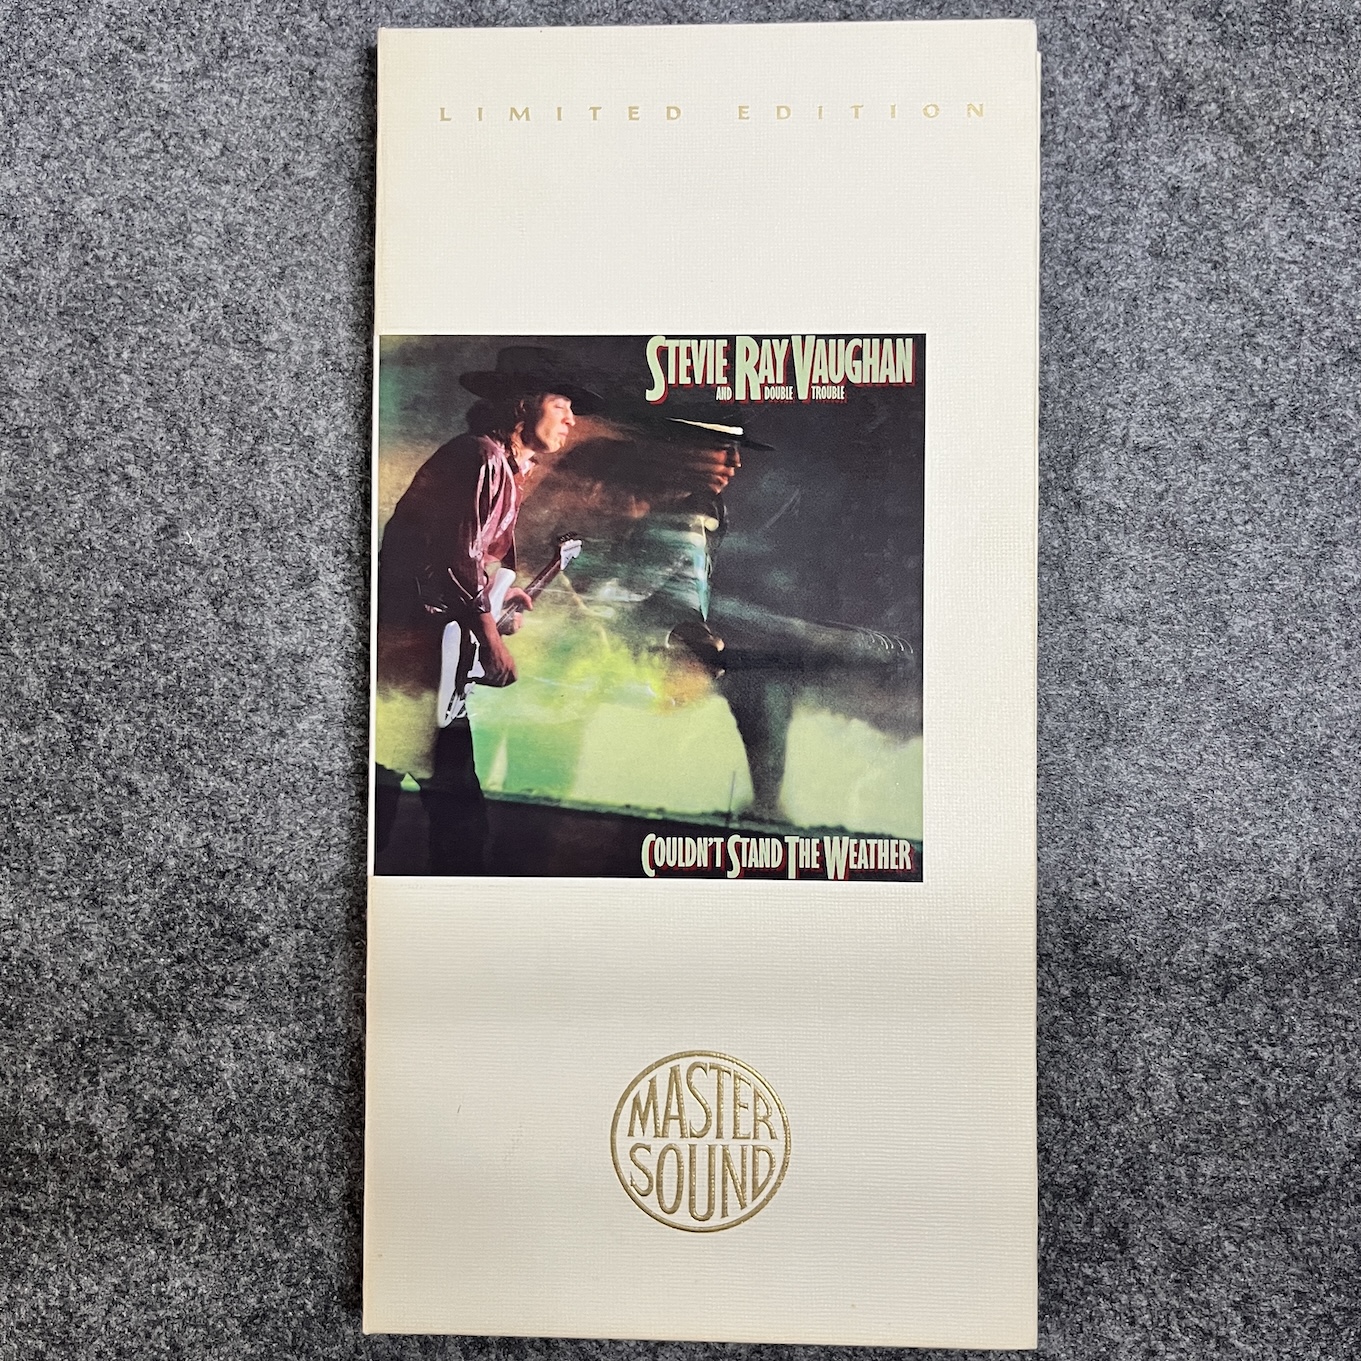 LIMITED EDITION
STEVIE RAY VAUGHAN
AND DOUBLE TROUBLE
COULDN'T STAND THE WEATHER
MASTER
SOUND